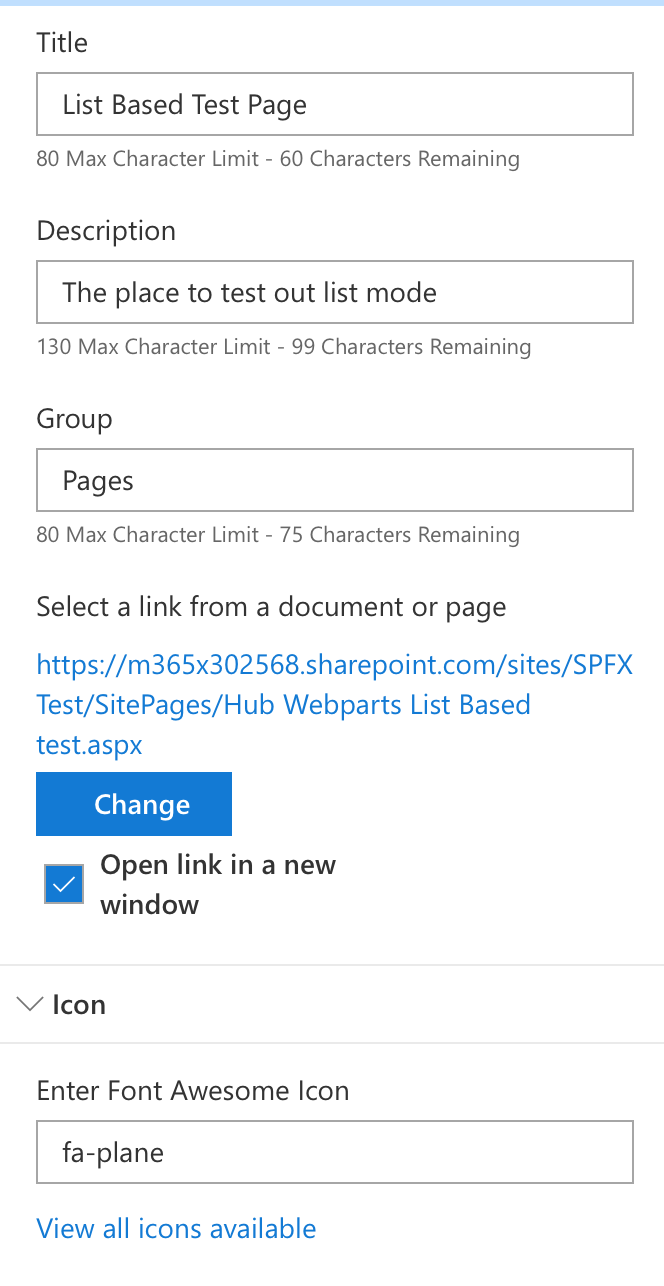 Title
List Based Test Page
80 Max Character Limit - 60 Characters Remaining
Description
The place to test out list mode
130 Max Character Limit - 99 Characters Remaining
Group
Pages
80 Max Character Limit - 75 Characters Remaining
Select a link from a document or page
https://m365x302568.sharepoint.com/sites/SPFX
Test/SitePages/Hub Webparts List Based
test.aspx
Change
Open link in a new
window
Icon
Enter Font Awesome Icon
fa-plane
View all icons available